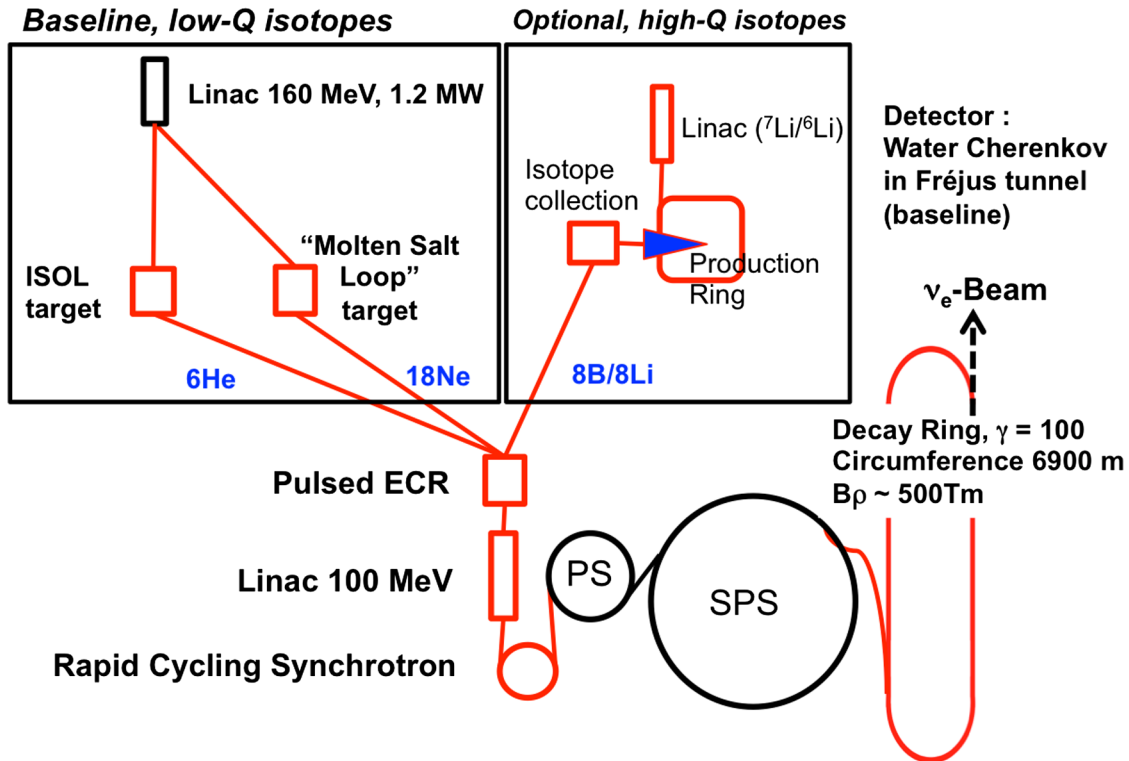 Baseline, low-Q isotopes
Linac 160 MeV, 1.2 MW
ISOL
target
“Molten Salt
Loop”
target
6He
18Ne
Optional, high-Q isotopes
Linac (⁷Li/⁶Li)
Isotope
collection
Production
Ring
8B/8Li
Detector :
Water Cherenkov
in Fréjus tunnel
(baseline)
νₑ-Beam
Decay Ring, γ = 100
Circumference 6900 m
Bρ ~ 500Tm
Pulsed ECR
Linac 100 MeV
Rapid Cycling Synchrotron
PS
SPS